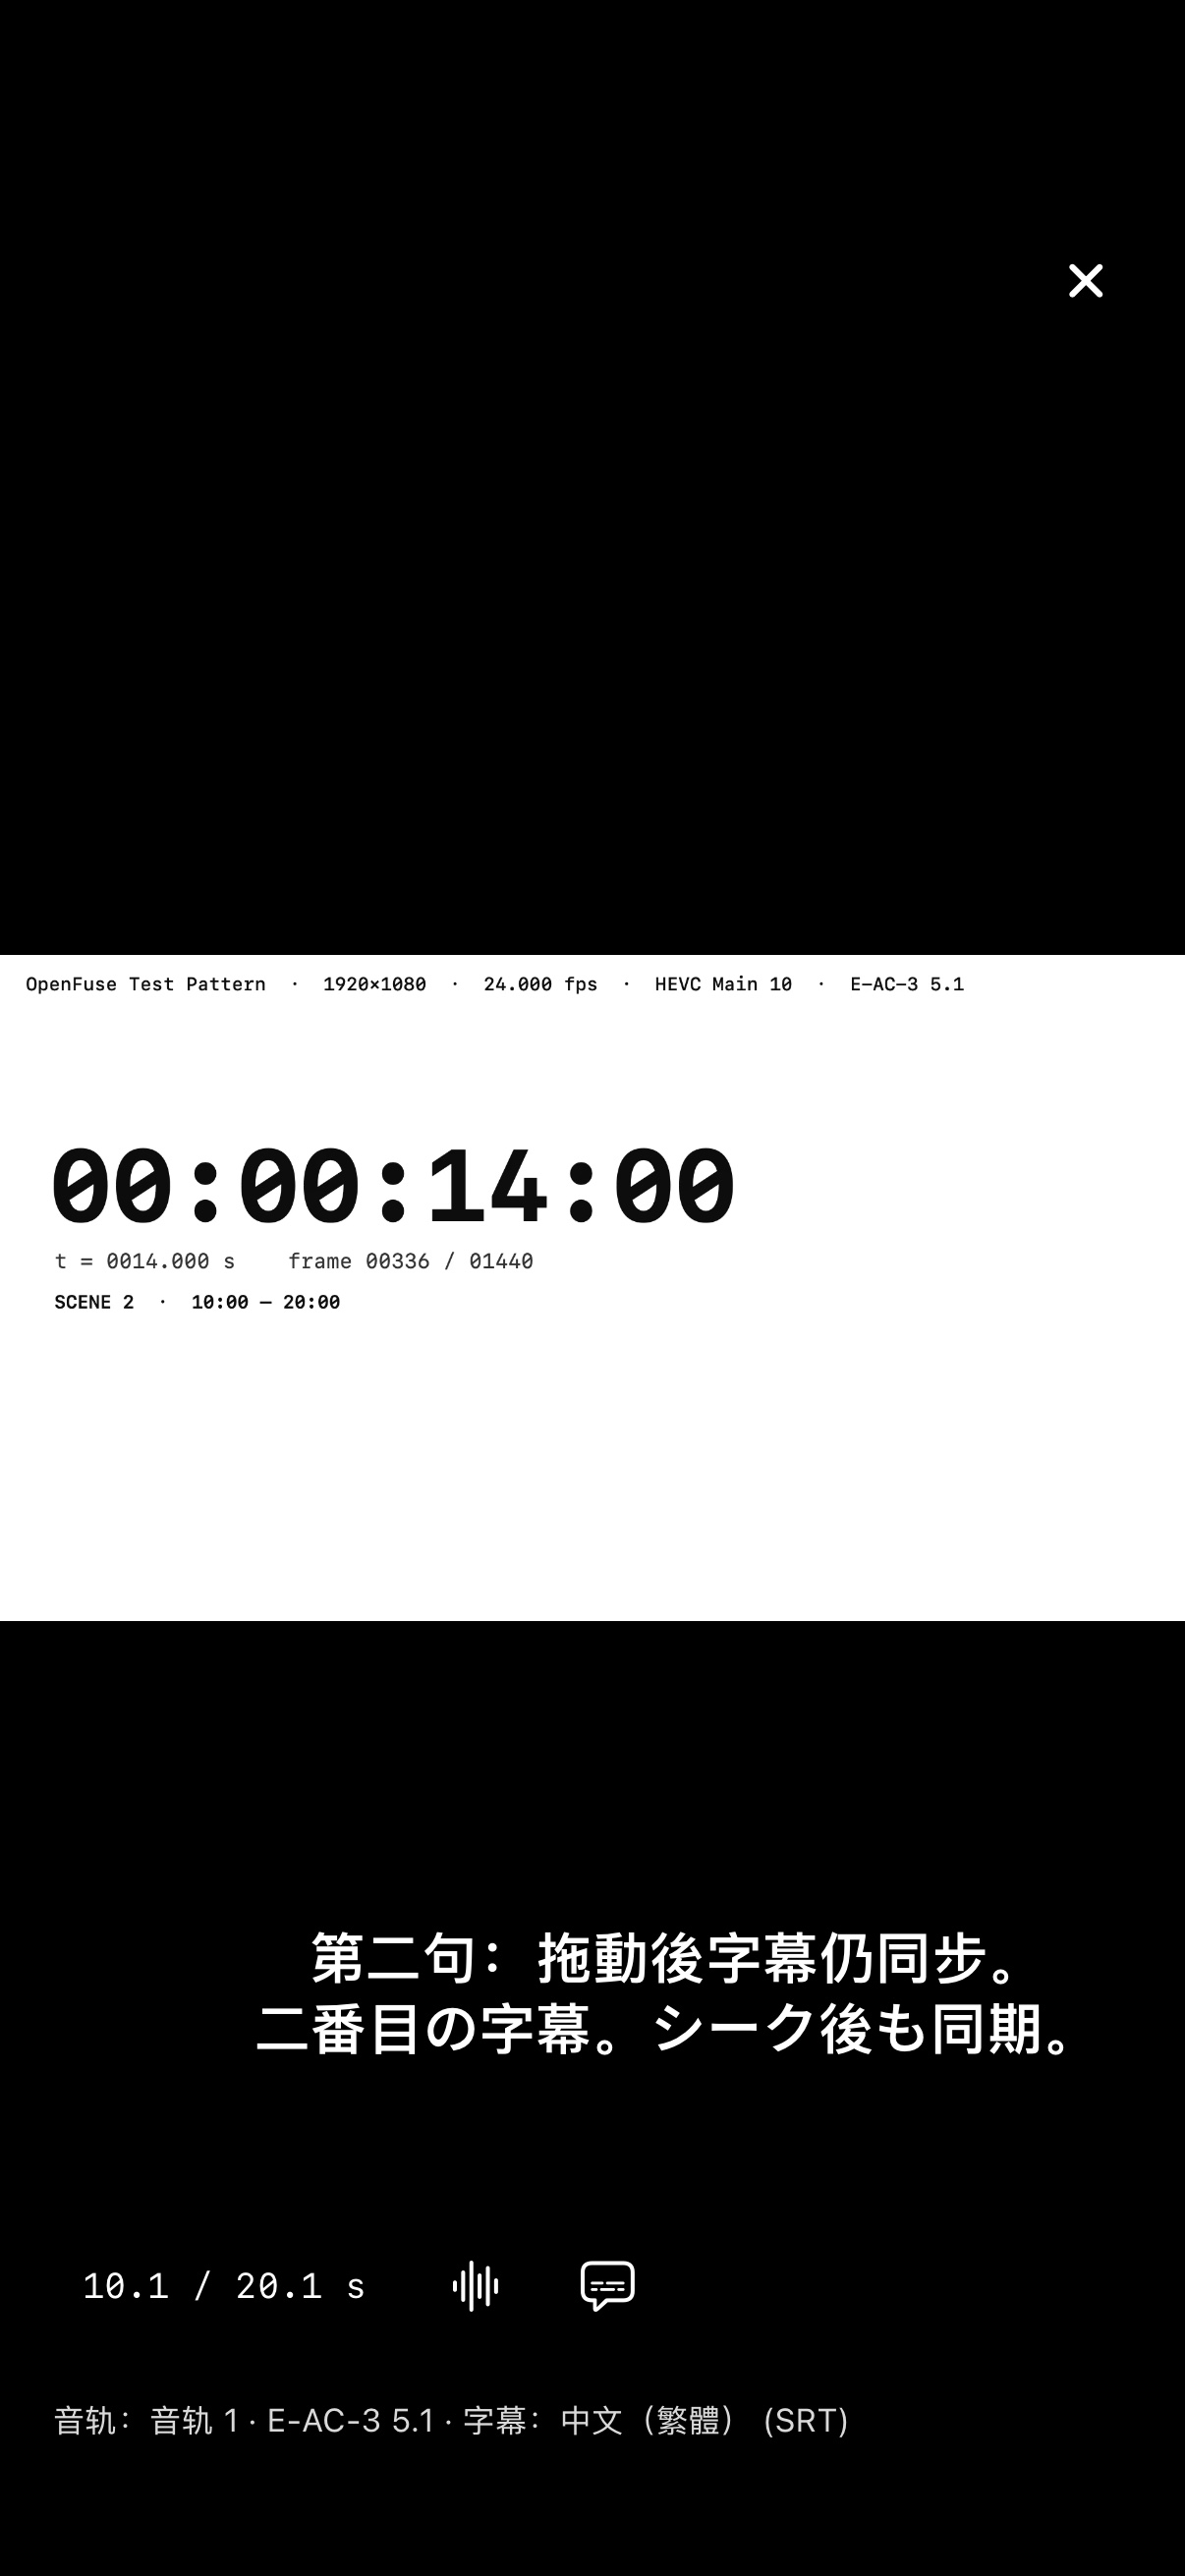 OpenFuse Test Pattern · 1920×1080 · 24.000 fps · HEVC Main 10 · E-AC-3 5.1
00:00:14:00
t = 0014.000 s frame 00336 / 01440
SCENE 2 · 10:00 — 20:00
第二句：拖動後字幕仍同步。
二番目の字幕。シーク後も同期。
10.1 / 20.1 s
音轨：音轨 1 · E-AC-3 5.1 · 字幕：中文（繁體） (SRT)